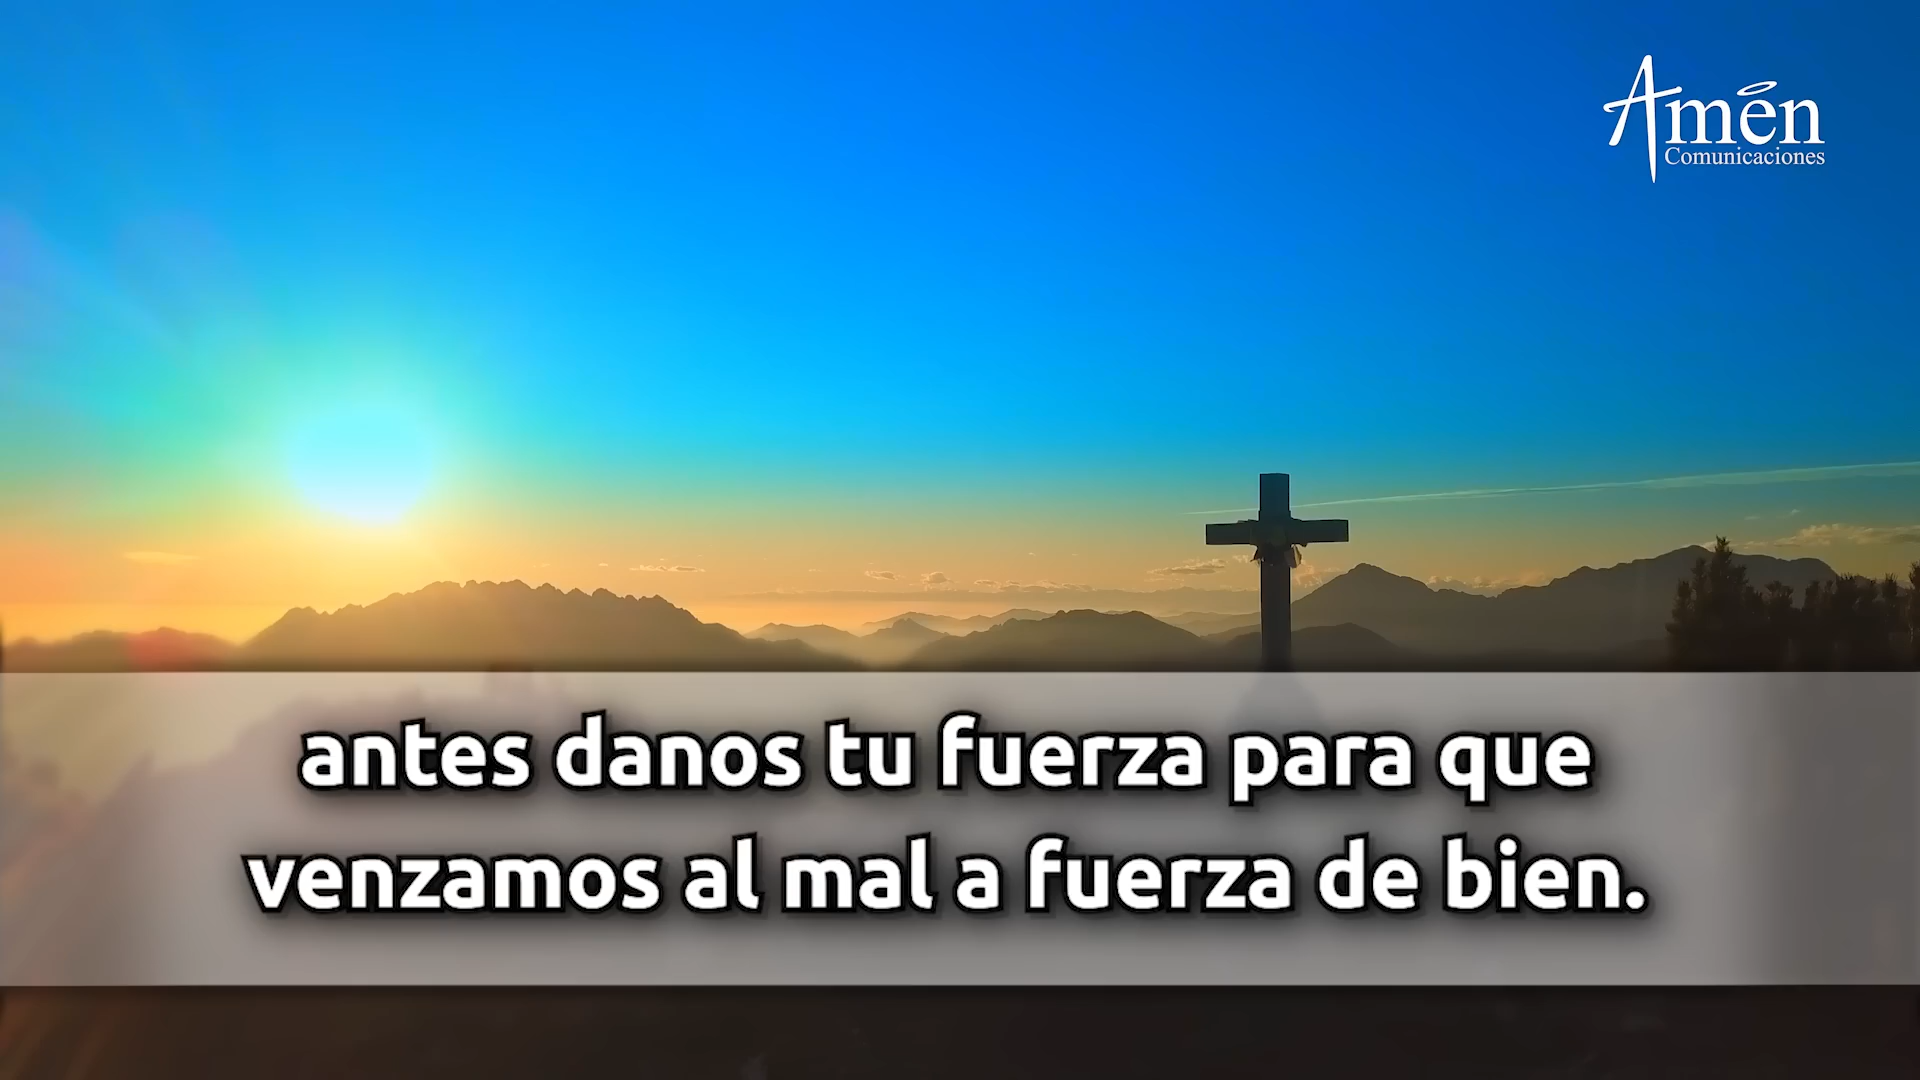 Amén
Comunicaciones
antes danos tu fuerza para que
venzamos al mal a fuerza de bien.